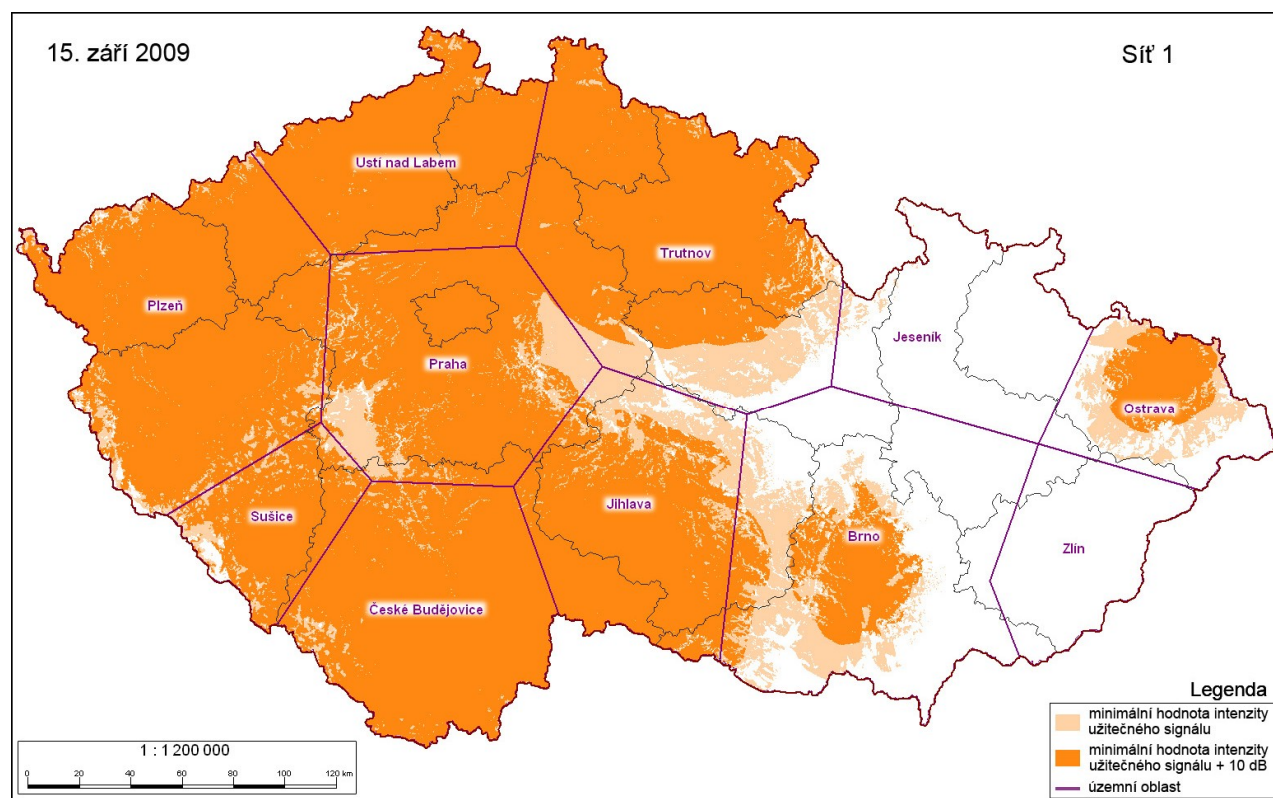 15. září 2009
Síť 1
Ústí nad Labem
Trutnov
Plzeň
Jeseník
Praha
Ostrava
Sušice
Jihlava
Brno
Zlín
České Budějovice
Legenda
minimální hodnota intenzity
užitečného signálu
minimální hodnota intenzity
užitečného signálu + 10 dB
územní oblast
1 : 1 200 000
0 20 40 60 80 100 120 km